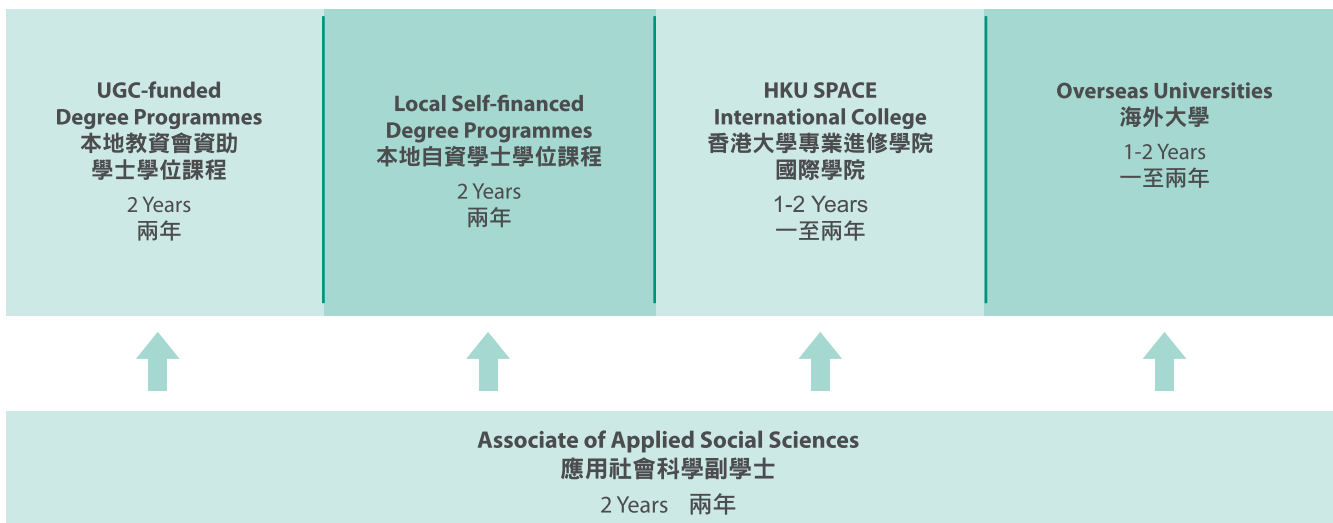 UGC-funded
Degree Programmes
本地教資會資助
學士學位課程
2 Years
兩年
Local Self-financed
Degree Programmes
本地自資學士學位課程
2 Years
兩年
HKU SPACE
International College
香港大學專業進修學院
國際學院
1-2 Years
一至兩年
Overseas Universities
海外大學
1-2 Years
一至兩年
Associate of Applied Social Sciences
應用社會科學副學士
2 Years 兩年